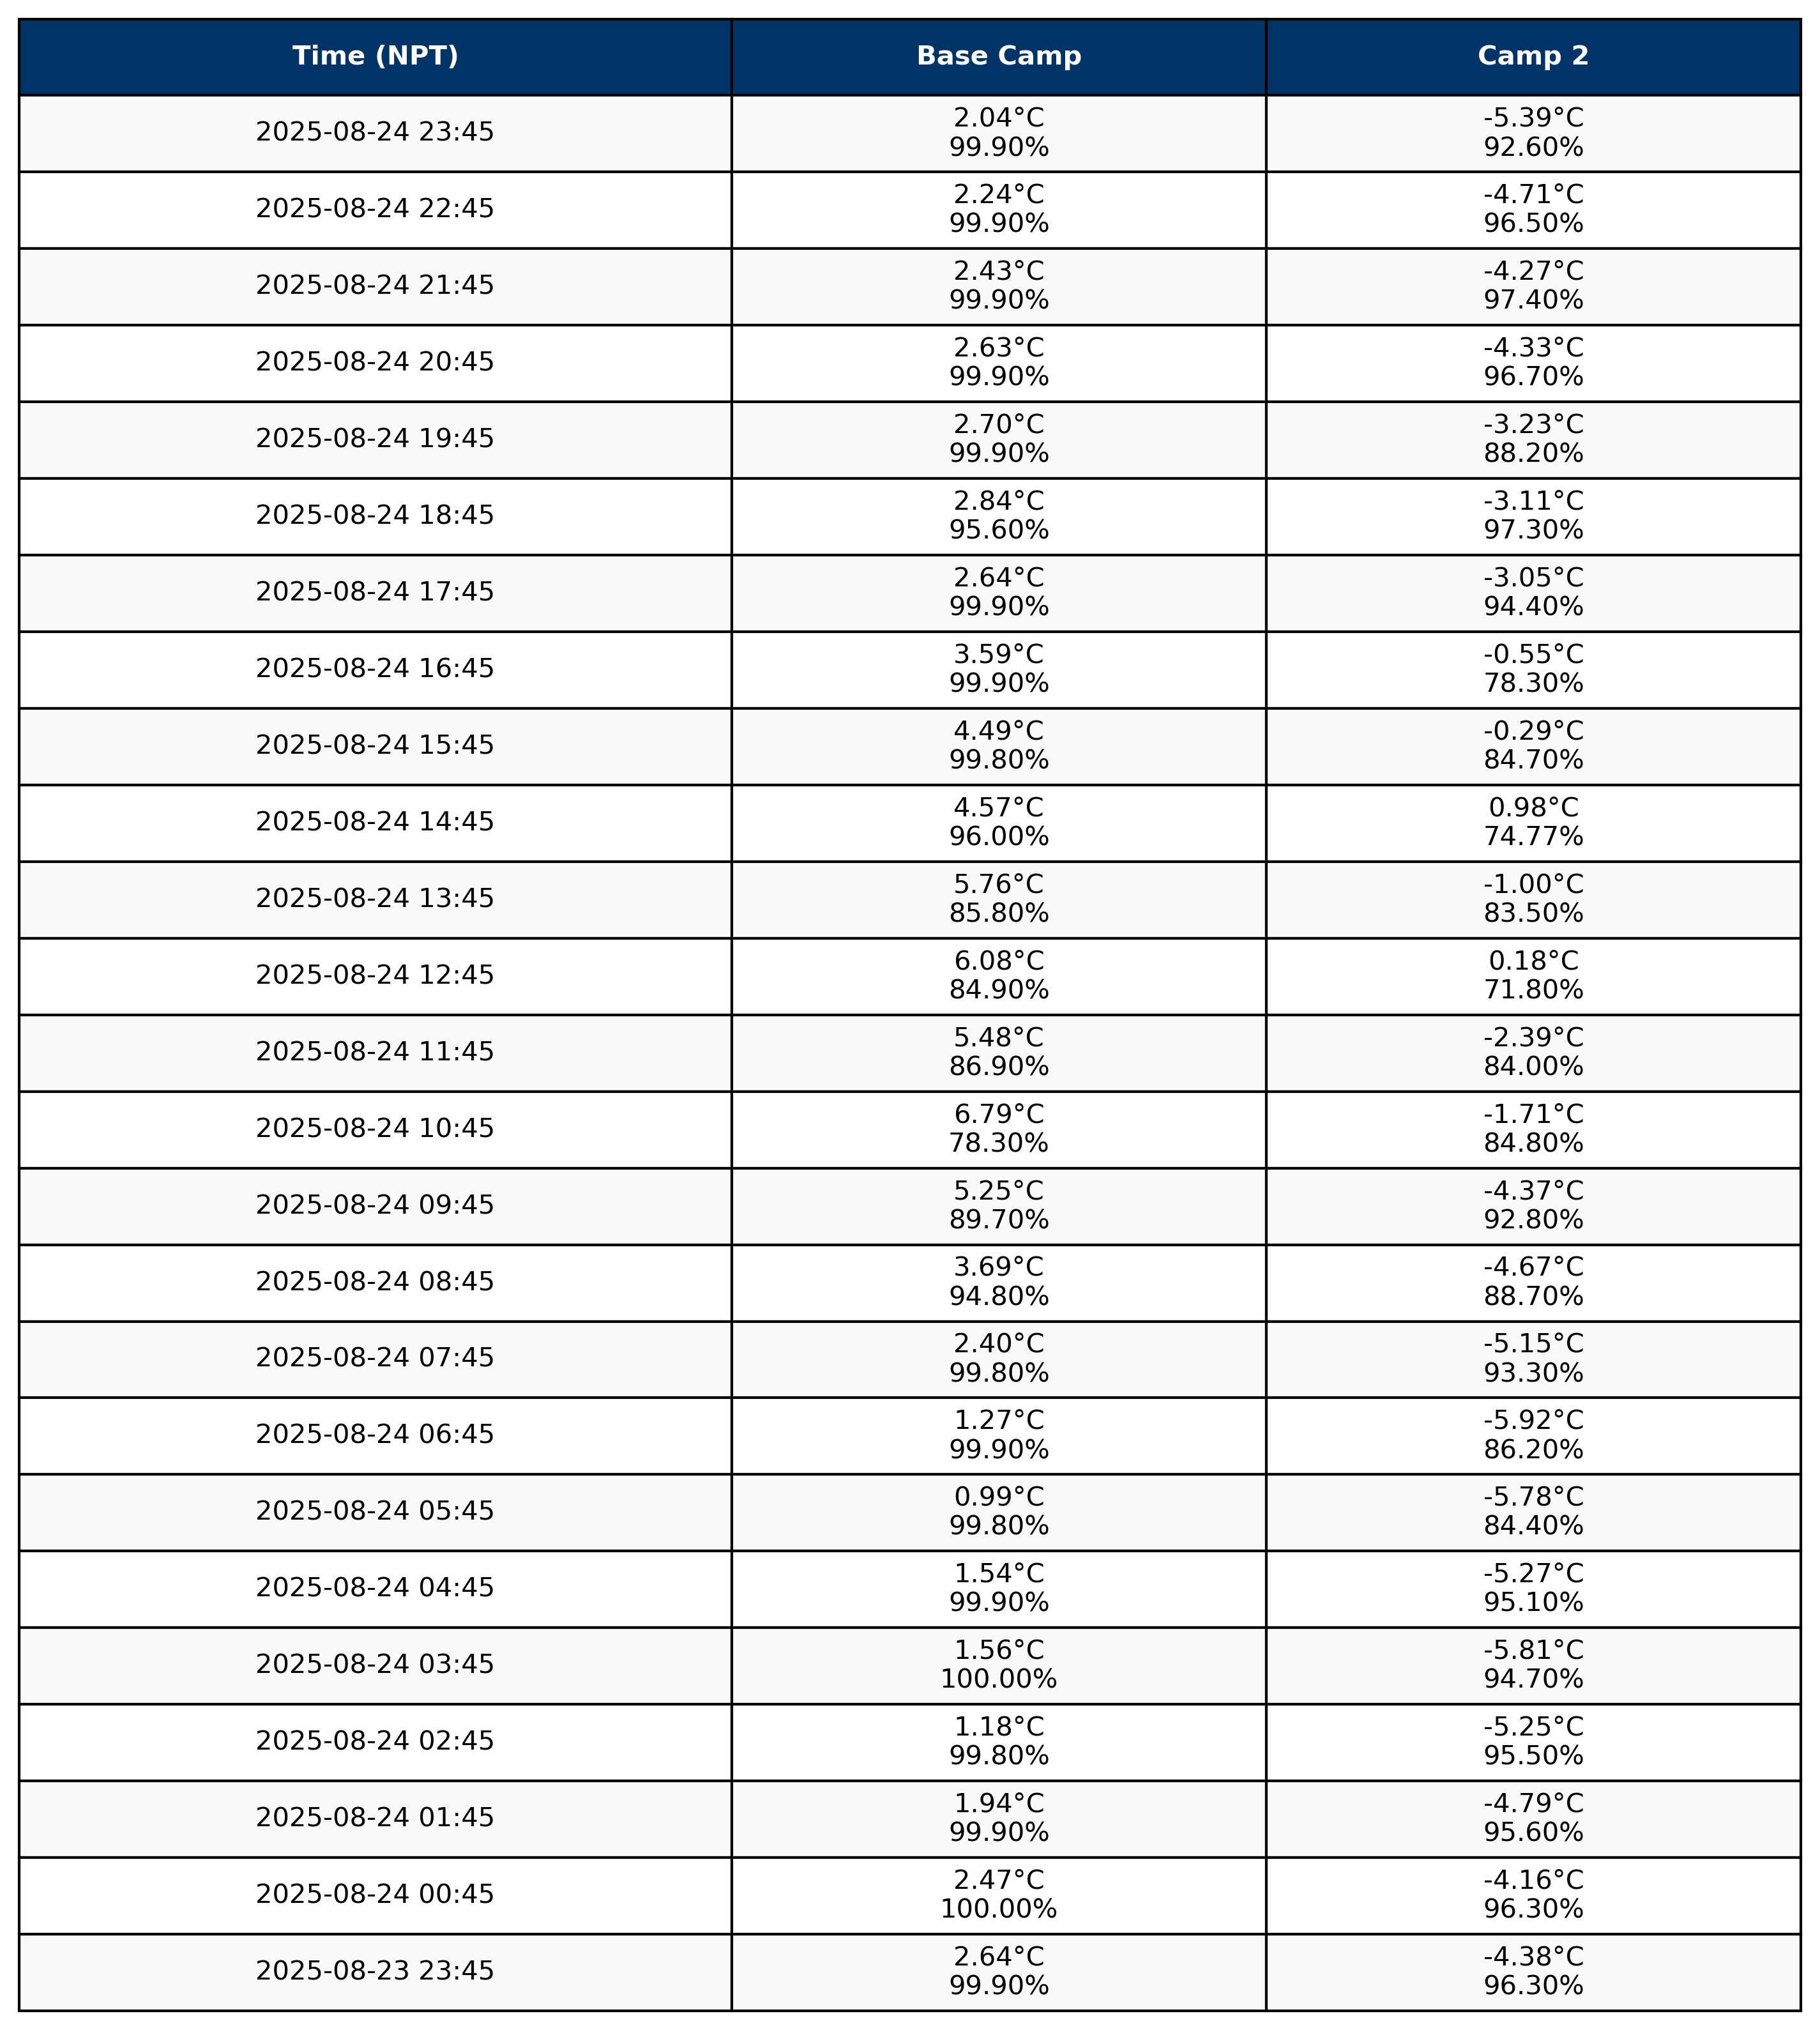 Time (NPT) Base Camp Camp 2
2025-08-24 23:45 2.04°C -5.39°C
99.90% 92.60%
2025-08-24 22:45 2.24°C -4.71°C
99.90% 96.50%
2025-08-24 21:45 2.43°C -4.27°C
99.90% 97.40%
2025-08-24 20:45 2.63°C -4.33°C
99.90% 96.70%
2025-08-24 19:45 2.70°C -3.23°C
99.90% 88.20%
2025-08-24 18:45 2.84°C -3.11°C
95.60% 97.30%
2025-08-24 17:45 2.64°C -3.05°C
99.90% 94.40%
2025-08-24 16:45 3.59°C -0.55°C
99.90% 78.30%
2025-08-24 15:45 4.49°C -0.29°C
99.80% 84.70%
2025-08-24 14:45 4.57°C 0.98°C
96.00% 74.77%
2025-08-24 13:45 5.76°C -1.00°C
85.80% 83.50%
2025-08-24 12:45 6.08°C 0.18°C
84.90% 71.80%
2025-08-24 11:45 5.48°C -2.39°C
86.90% 84.00%
2025-08-24 10:45 6.79°C -1.71°C
78.30% 84.80%
2025-08-24 09:45 5.25°C -4.37°C
89.70% 92.80%
2025-08-24 08:45 3.69°C -4.67°C
94.80% 88.70%
2025-08-24 07:45 2.40°C -5.15°C
99.80% 93.30%
2025-08-24 06:45 1.27°C -5.92°C
99.90% 86.20%
2025-08-24 05:45 0.99°C -5.78°C
99.80% 84.40%
2025-08-24 04:45 1.54°C -5.27°C
99.90% 95.10%
2025-08-24 03:45 1.56°C -5.81°C
100.00% 94.70%
2025-08-24 02:45 1.18°C -5.25°C
99.80% 95.50%
2025-08-24 01:45 1.94°C -4.79°C
99.90% 95.60%
2025-08-24 00:45 2.47°C -4.16°C
100.00% 96.30%
2025-08-23 23:45 2.64°C -4.38°C
99.90% 96.30%